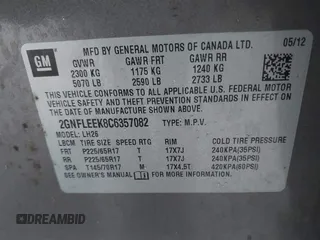 GM
MFD BY GENERAL MOTORS OF CANADA LTD.
05/12
GVWR GAWR FRT GAWR RR
2300 KG 1175 KG 1240 KG
5070 LB 2590 LB 2733 LB
THIS VEHICLE CONFORMS TO ALL APPLICABLE U.S. FEDERAL MOTOR
VEHICLE SAFETY, BUMPER, AND THEFT PREVENTION STANDARDS IN
EFFECT ON THE DATE OF MANUFACTURE SHOWN ABOVE.
2GNFLEEK8C6357082 TYPE: M.P.V.
MODEL: LH26
LBCM TIRE SIZE SPEED RTG RIM COLD TIRE PRESSURE
FRT P225/65R17 T 17X7J 240KPA(35PSI)
RR P225/65R17 T 17X7J 240KPA(35PSI)
SPA T145/70R17 M 17X4.5T 420KPA(60PSI)
SEE OWNER'S MANUAL FOR ADDITIONAL INFORMATION